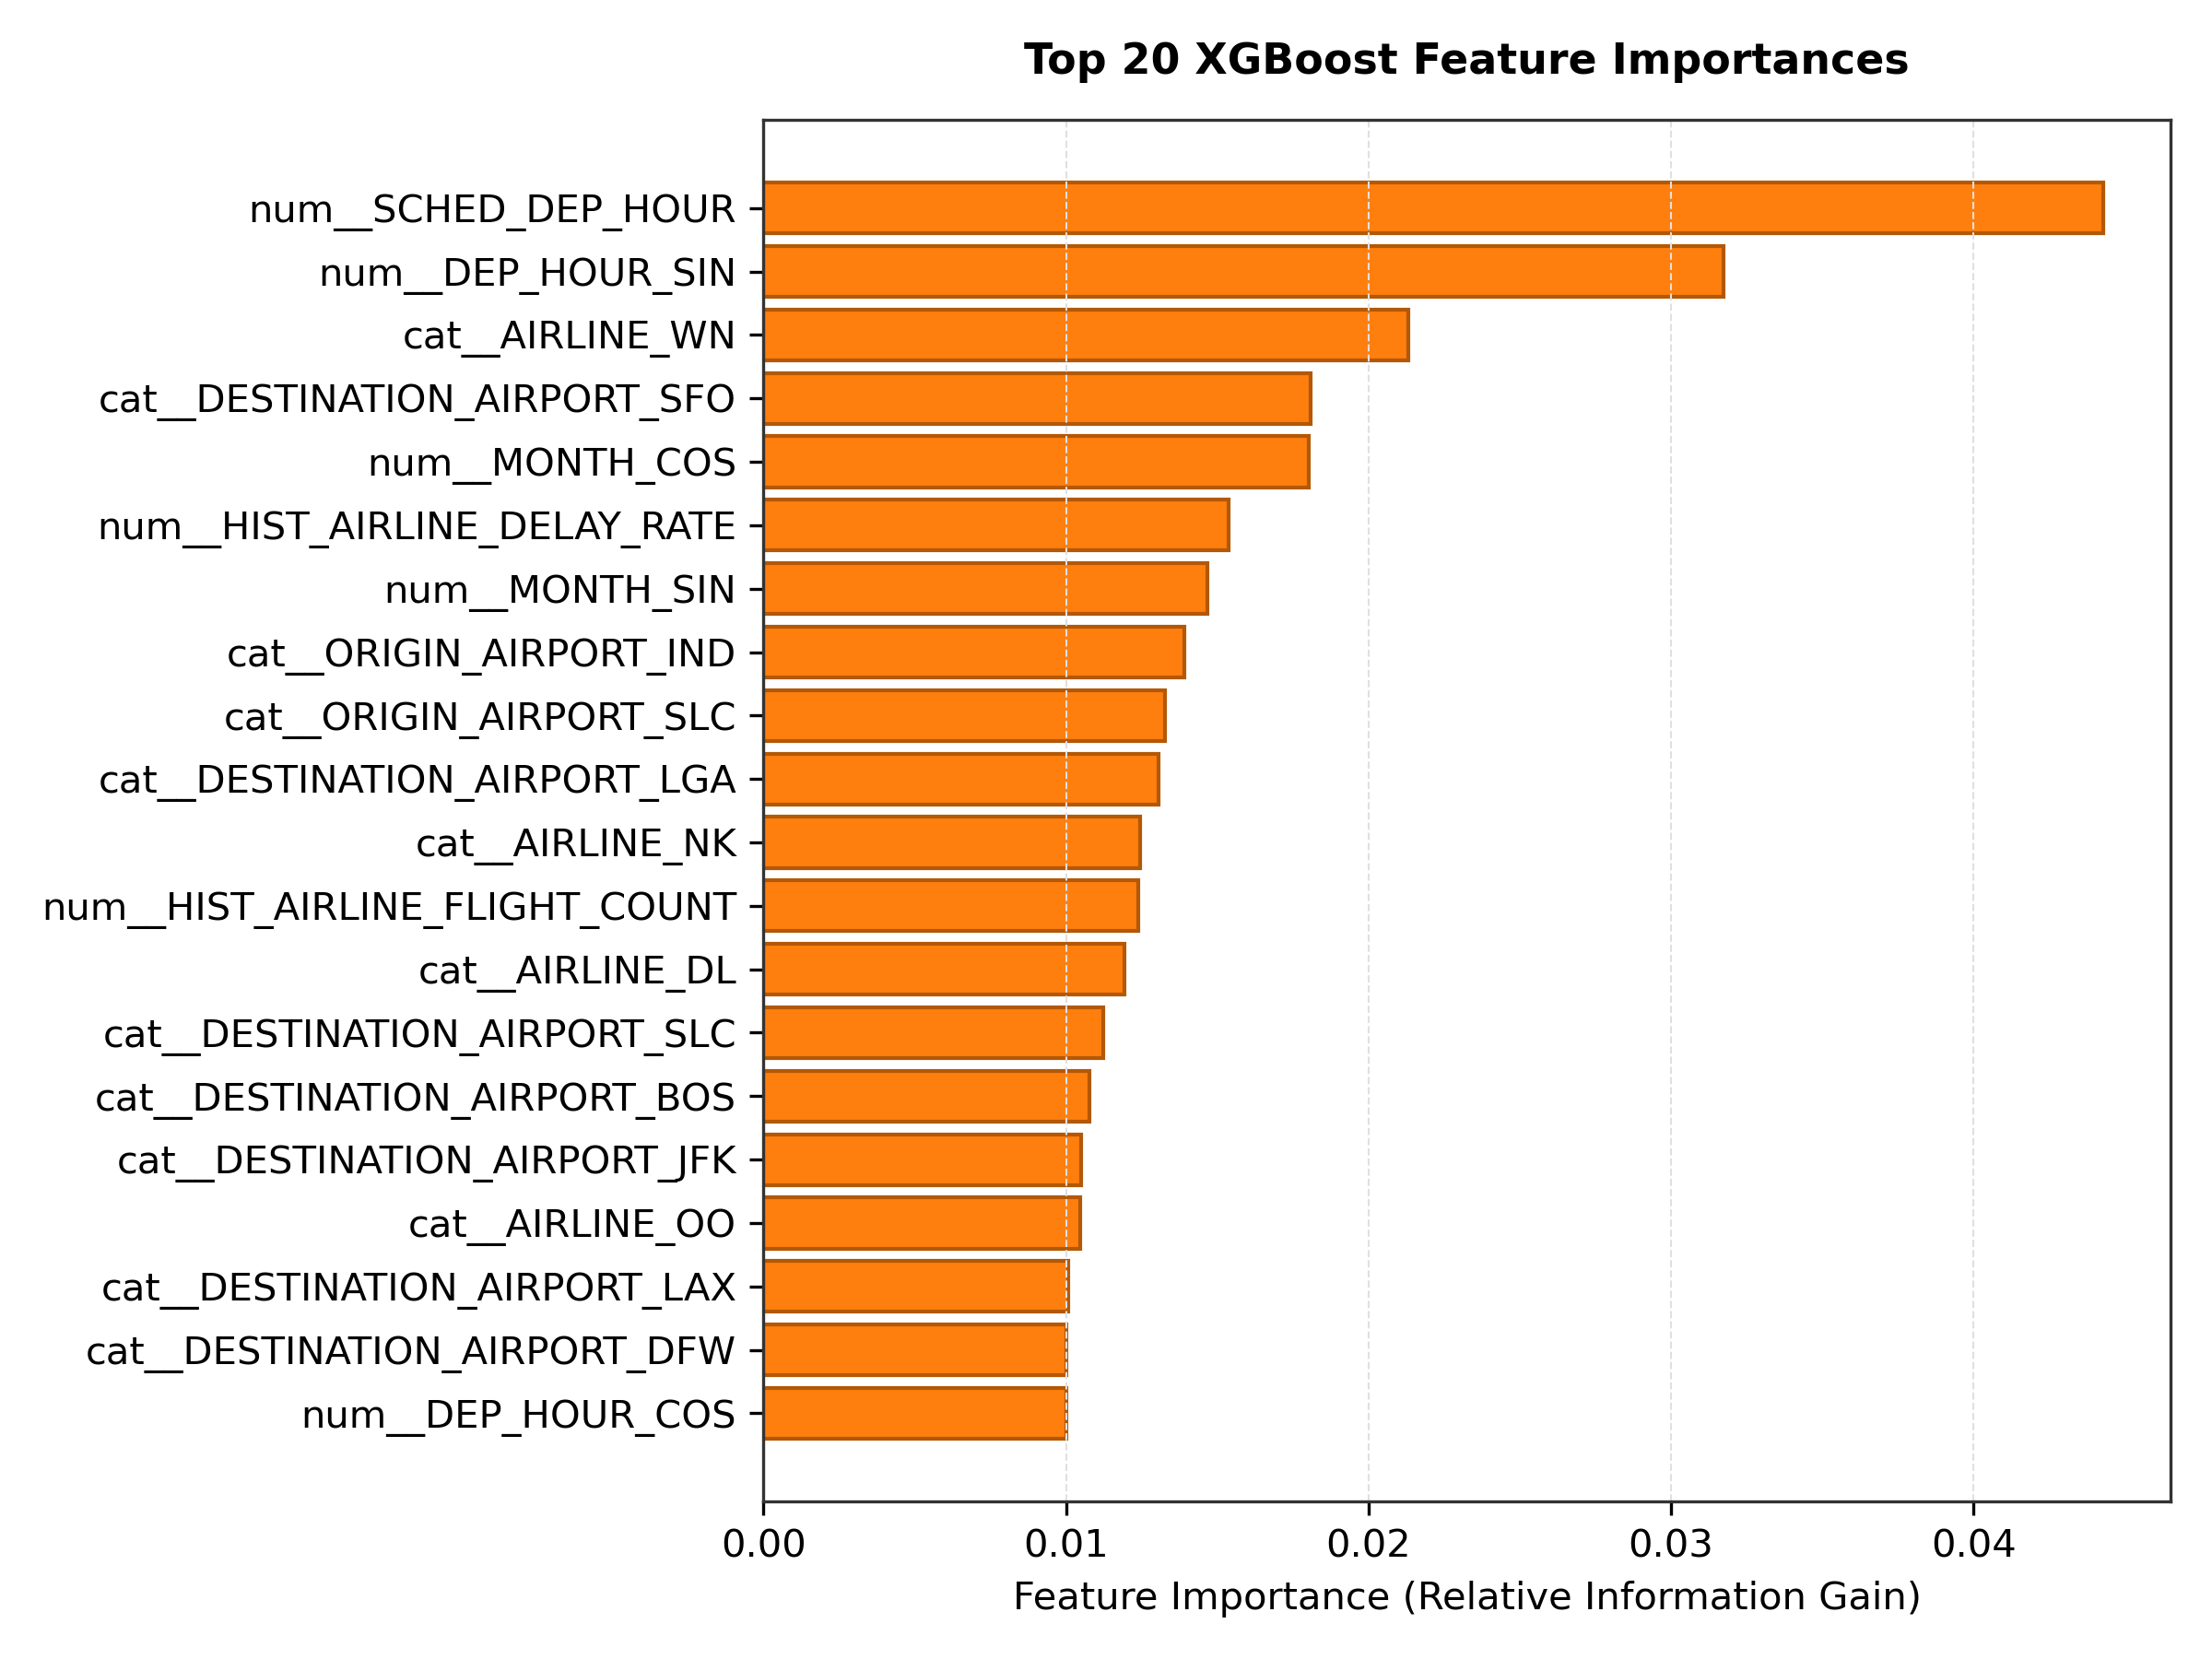 Top 20 XGBoost Feature Importances
num__SCHED_DEP_HOUR
num__DEP_HOUR_SIN
cat__AIRLINE_WN
cat__DESTINATION_AIRPORT_SFO
num__MONTH_COS
num__HIST_AIRLINE_DELAY_RATE
num__MONTH_SIN
cat__ORIGIN_AIRPORT_IND
cat__ORIGIN_AIRPORT_SLC
cat__DESTINATION_AIRPORT_LGA
cat__AIRLINE_NK
num__HIST_AIRLINE_FLIGHT_COUNT
cat__AIRLINE_DL
cat__DESTINATION_AIRPORT_SLC
cat__DESTINATION_AIRPORT_BOS
cat__DESTINATION_AIRPORT_JFK
cat__AIRLINE_OO
cat__DESTINATION_AIRPORT_LAX
cat__DESTINATION_AIRPORT_DFW
num__DEP_HOUR_COS
0.00 0.01 0.02 0.03 0.04
Feature Importance (Relative Information Gain)